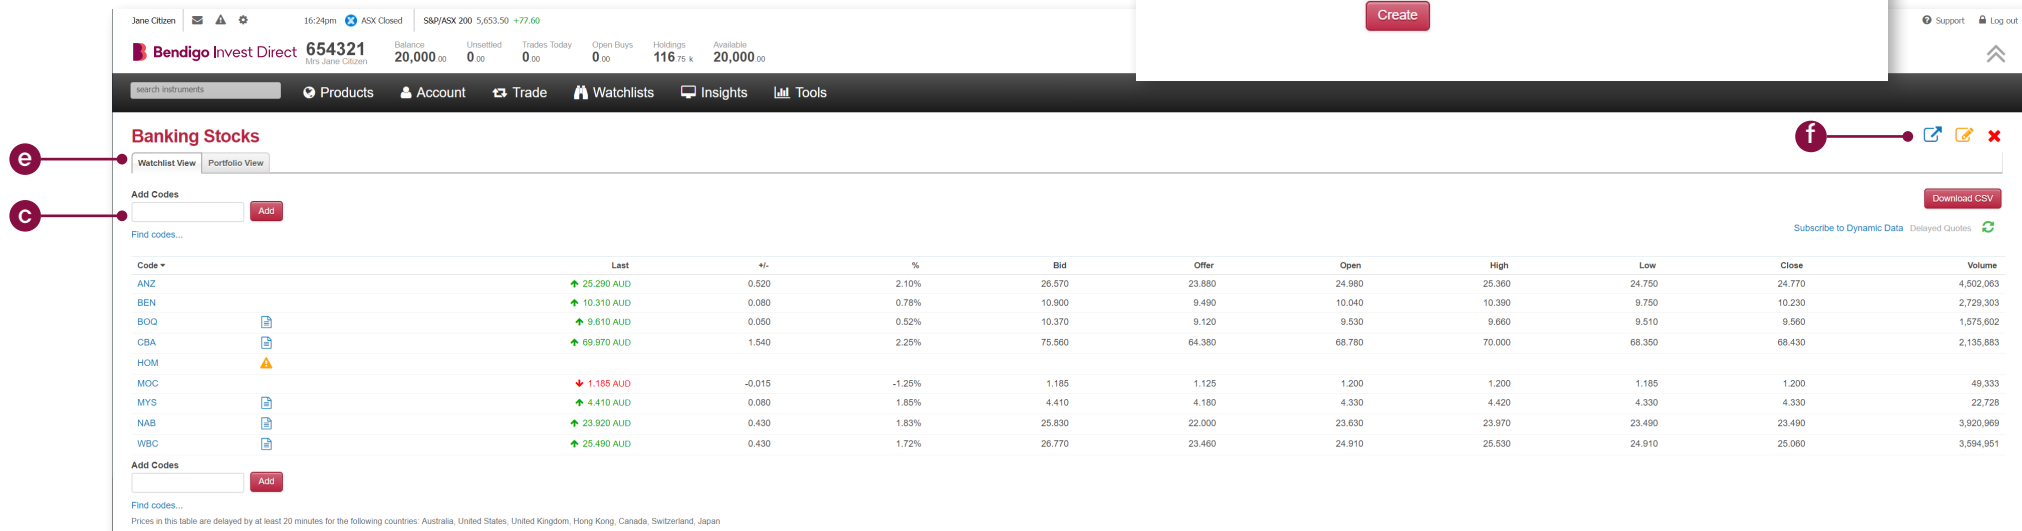 Create
Jane Citizen 16:24pm ASX Closed S&P/ASX 200 5,653.50 +77.60 Support Log out
Bendigo Invest Direct 654321 Mrs Jane Citizen
Balance 20,000.00 Unsettled 0.00 Trades Today 0.00 Open Buys 0.00 Holdings 116.75 k Available 20,000.00
search instruments Products Account Trade Watchlists Insights Tools
Banking Stocks
f
e
Watchlist View Portfolio View
Add Codes
c
Add Download CSV
Find codes... Subscribe to Dynamic Data Delayed Quotes
Code Last +/- % Bid Offer Open High Low Close Volume
ANZ 25.290 AUD 0.520 2.10% 26.570 23.880 24.980 25.360 24.750 24.770 4,502,063
BEN 10.310 AUD 0.080 0.78% 10.900 9.490 10.040 10.390 9.750 10.230 2,729,303
BOQ 9.610 AUD 0.050 0.52% 10.370 9.120 9.530 9.660 9.510 9.560 1,575,602
CBA 69.970 AUD 1.540 2.25% 75.560 64.380 68.780 70.000 68.350 68.430 2,135,883
HOM
MOC 1.185 AUD -0.015 -1.25% 1.185 1.125 1.200 1.200 1.185 1.200 49,333
MYS 4.410 AUD 0.080 1.85% 4.410 4.180 4.330 4.420 4.330 4.330 22,728
NAB 23.920 AUD 0.430 1.83% 25.830 22.000 23.630 23.970 23.490 23.490 3,920,969
WBC 25.490 AUD 0.430 1.72% 26.770 23.460 24.910 25.530 24.910 25.060 3,594,951
Add Codes
Add
Find codes...
Prices in this table are delayed by at least 20 minutes for the following countries: Australia, United States, United Kingdom, Hong Kong, Canada, Switzerland, Japan